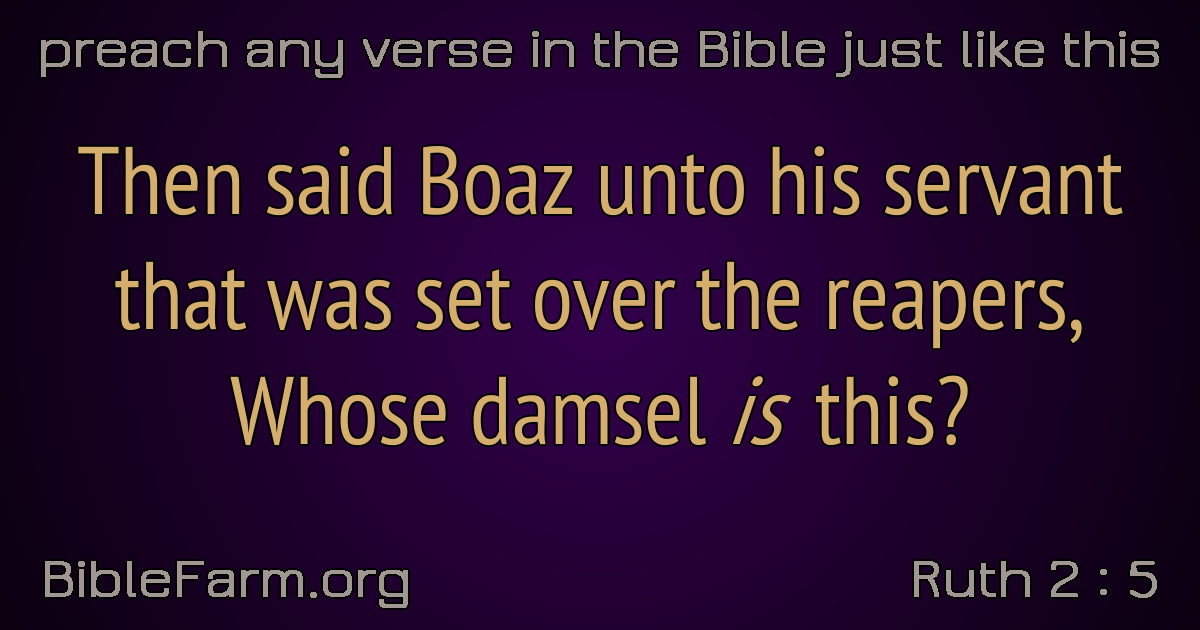 preach any verse in the Bible just like this
Then said Boaz unto his servant
that was set over the reapers,
Whose damsel is this?
BibleFarm.org
Ruth 2 : 5